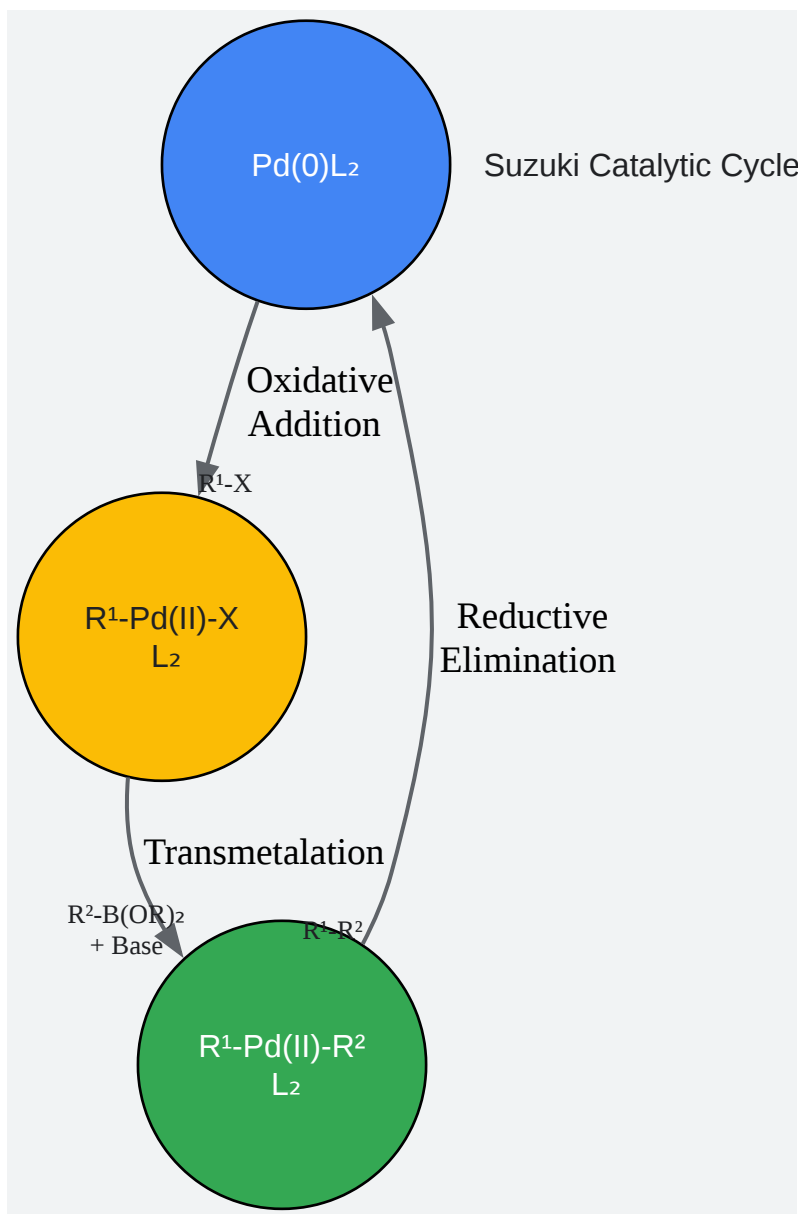 Pd(0)L₂
Suzuki Catalytic Cycle
Oxidative
Addition
R¹-X
R¹-Pd(II)-X
L₂
Reductive
Elimination
Transmetalation
R²-B(OR)₂
+ Base
R¹-R²
R¹-Pd(II)-R²
L₂